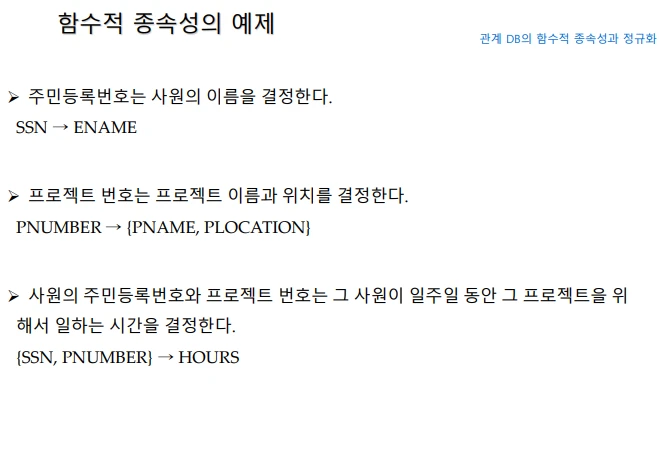 함수적 종속성의 예제
관계 DB의 함수적 종속성과 정규화
➢ 주민등록번호는 사원의 이름을 결정한다.
SSN → ENAME
➢ 프로젝트 번호는 프로젝트 이름과 위치를 결정한다.
PNUMBER → {PNAME, PLOCATION}
➢ 사원의 주민등록번호와 프로젝트 번호는 그 사원이 일주일 동안 그 프로젝트을 위
해서 일하는 시간을 결정한다.
{SSN, PNUMBER} → HOURS